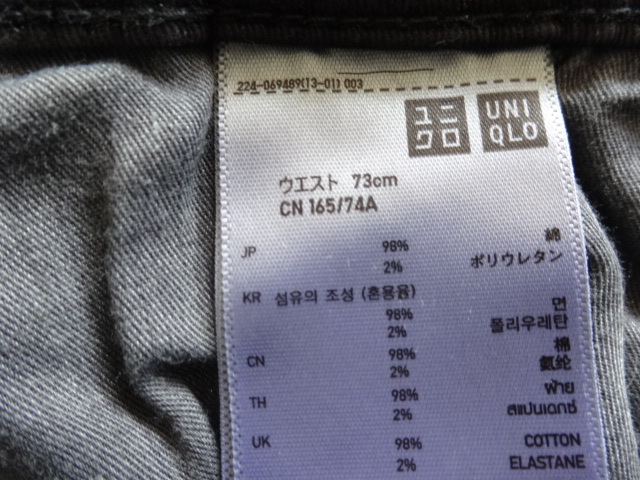 224-069489(13-01) 003
ユニ UNI
クロ QLO
ウエスト 73cm
CN 165/74A
JP 98% 綿
2% ポリウレタン
KR 섬유의 조성 (혼용율)
98% 면
2% 폴리우레탄
CN 98% 棉
2% 氨纶
TH 98% ฝ้าย
2% สแปนเดกซ์
UK 98% COTTON
2% ELASTANE